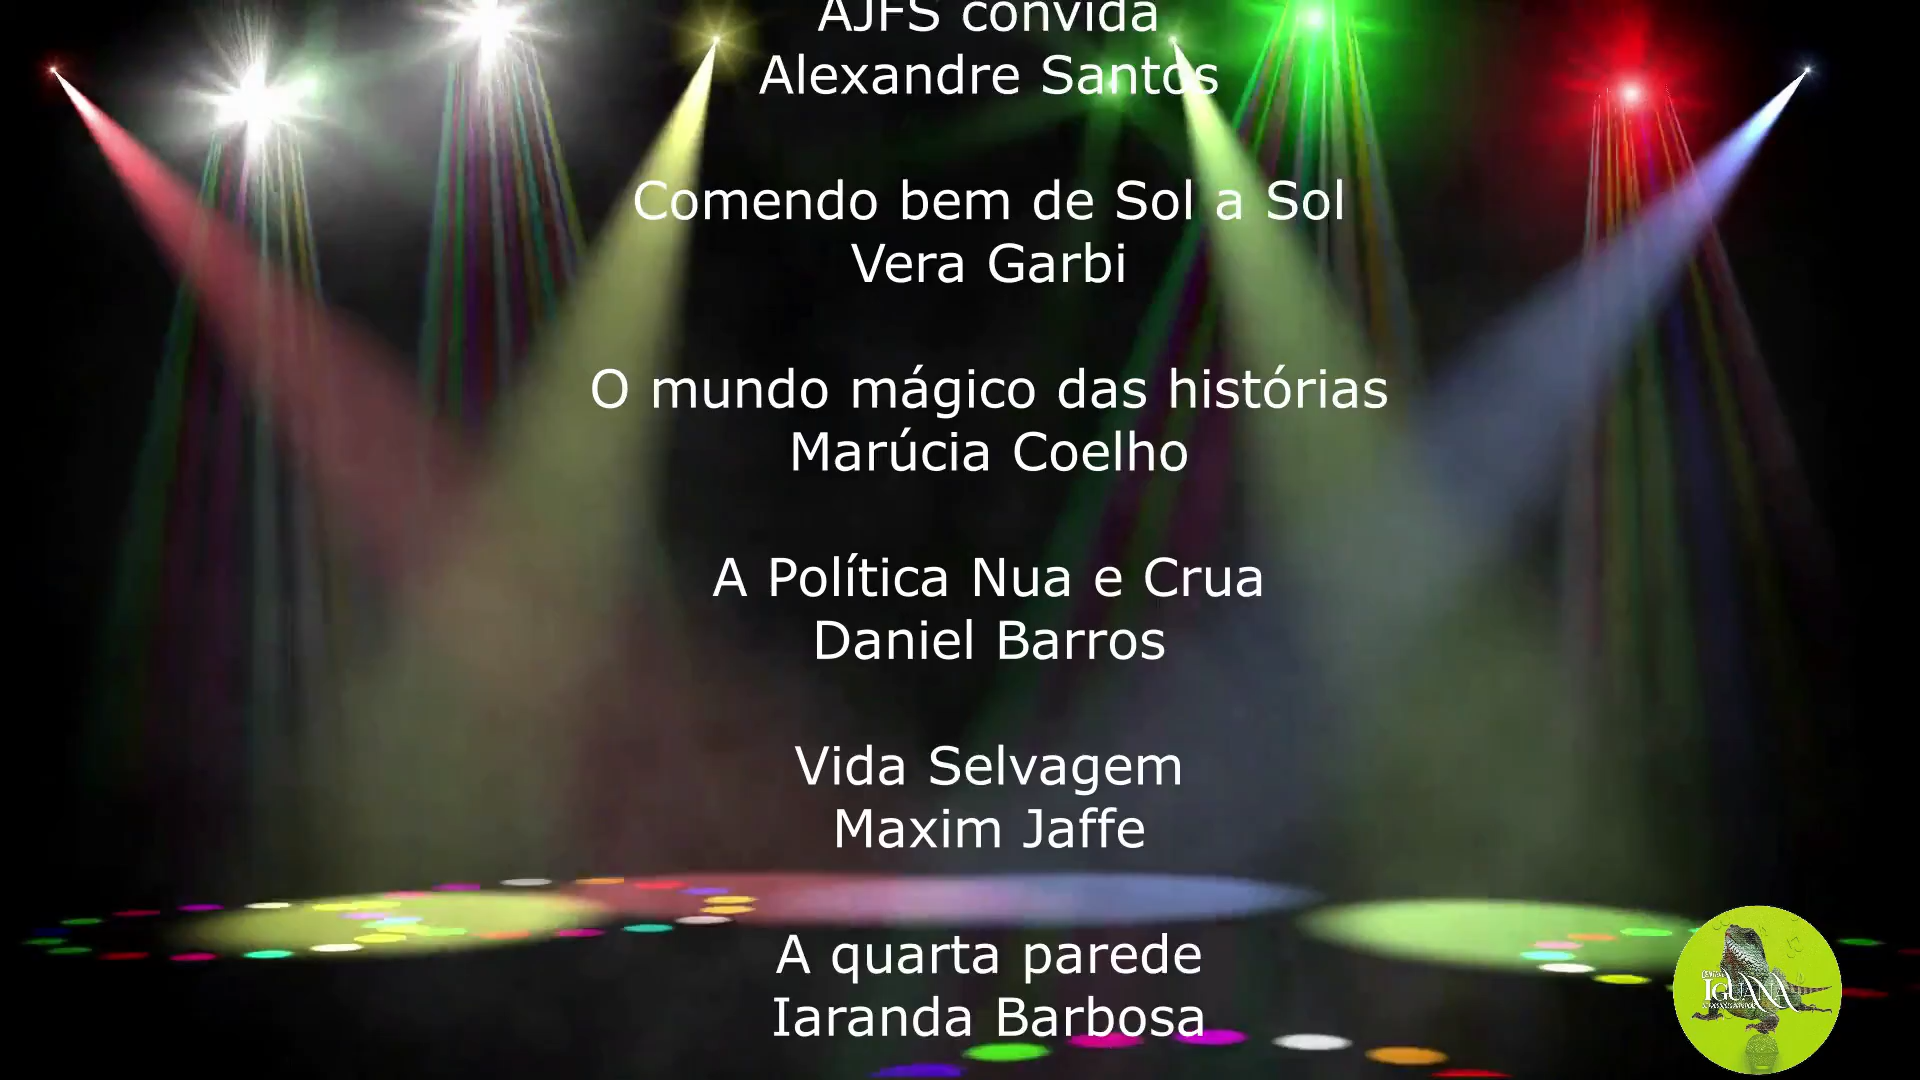 AJFS convida
Alexandre Santos
Comendo bem de Sol a Sol
Vera Garbi
O mundo mágico das histórias
Marúcia Coelho
A Política Nua e Crua
Daniel Barros
Vida Selvagem
Maxim Jaffe
A quarta parede
Iaranda Barbosa
IGUANA